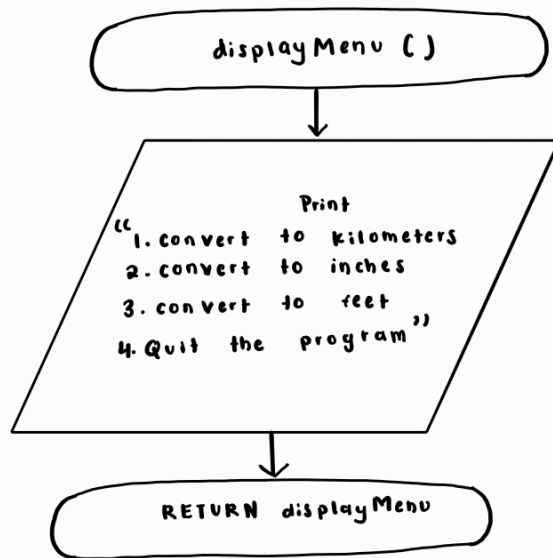 displayMenu ()
Print
"1. convert to kilometers
2. convert to inches
3. convert to feet
4. Quit the program"
RETURN displayMenu